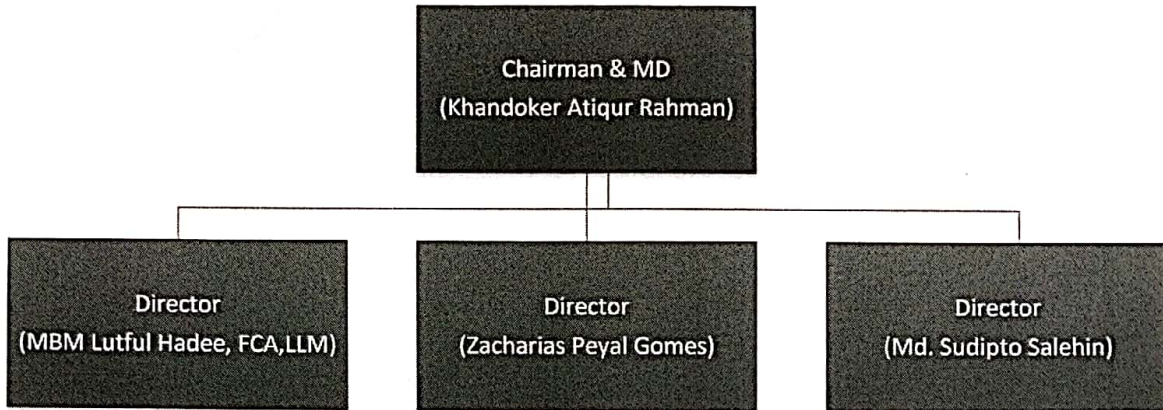 Chairman & MD
(Khandoker Atiqur Rahman)
Director
(MBM Lutful Hadee, FCA,LLM)
Director
(Zacharias Peyal Gomes)
Director
(Md. Sudipto Salehin)